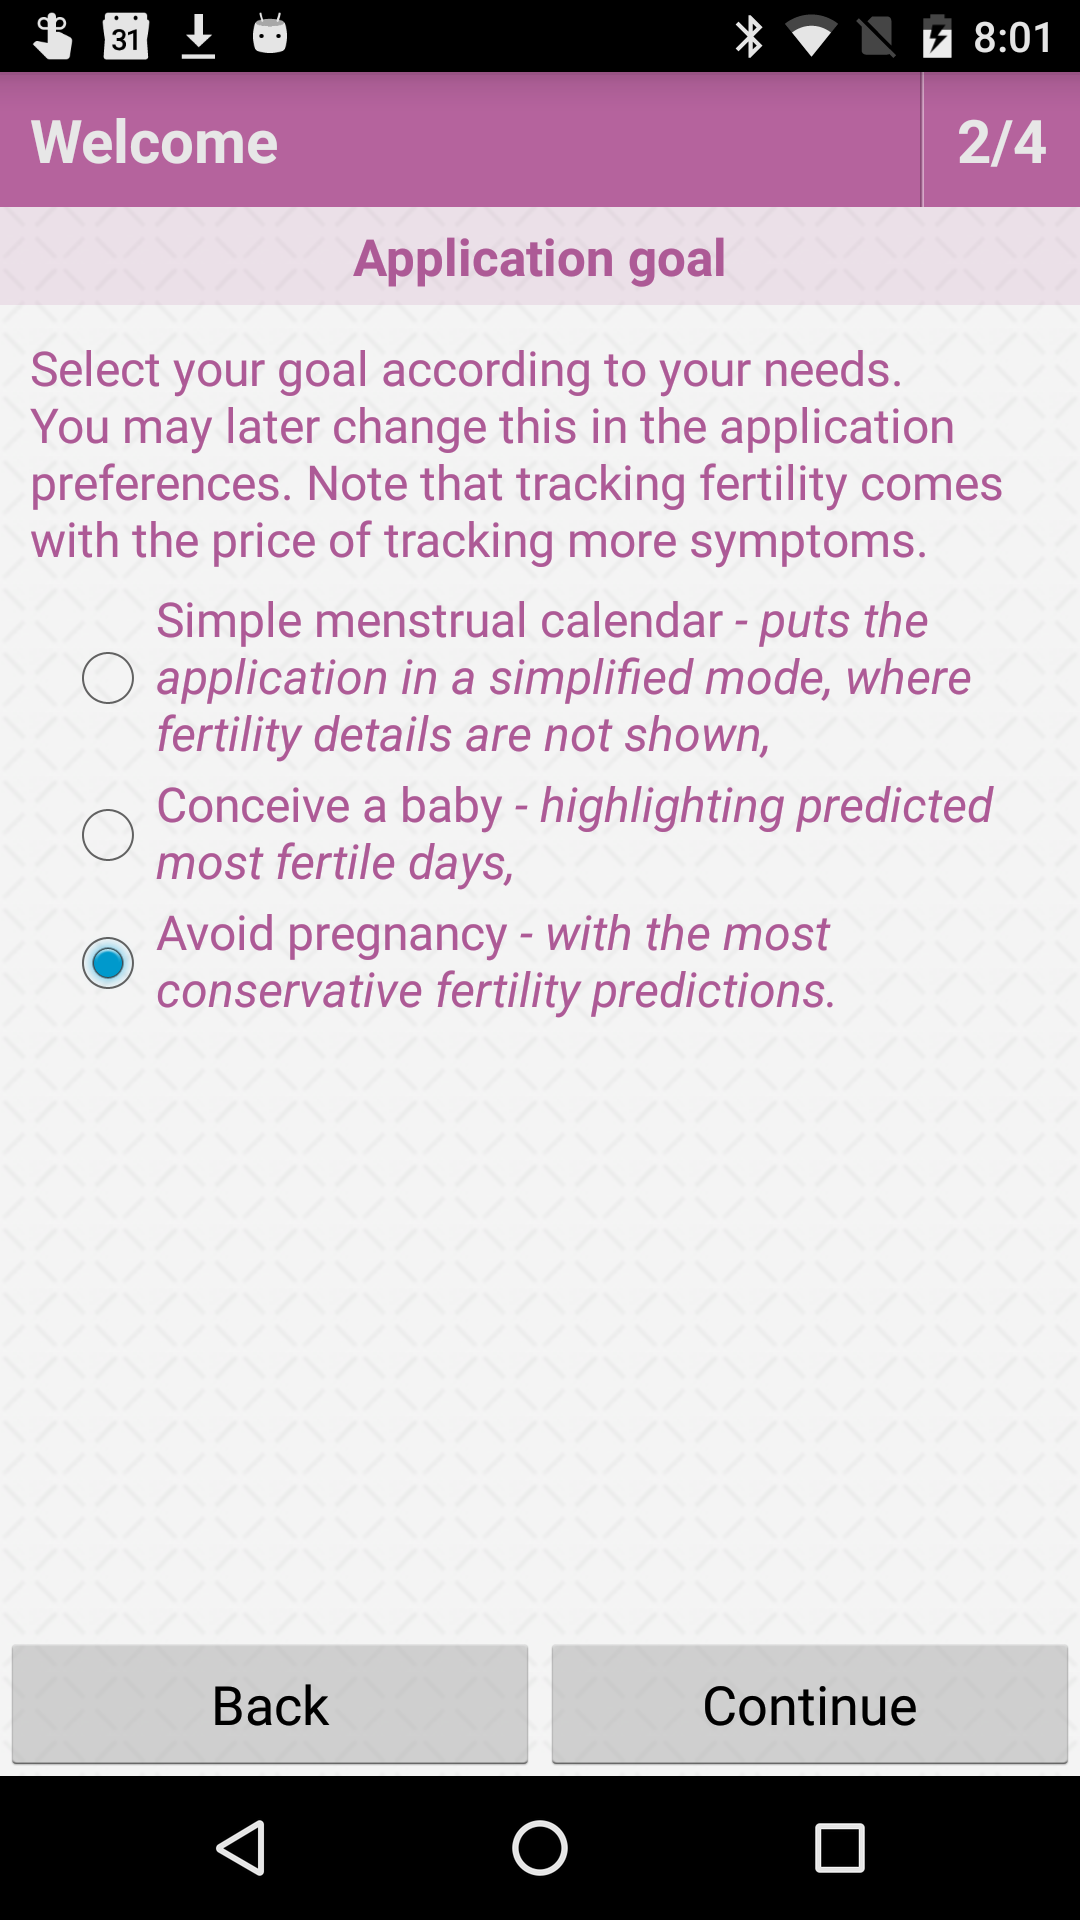 31
8:01
Welcome
2/4
Application goal
Select your goal according to your needs.
You may later change this in the application
preferences. Note that tracking fertility comes
with the price of tracking more symptoms.
Simple menstrual calendar - puts the
application in a simplified mode, where
fertility details are not shown,
Conceive a baby - highlighting predicted
most fertile days,
Avoid pregnancy - with the most
conservative fertility predictions.
Back
Continue